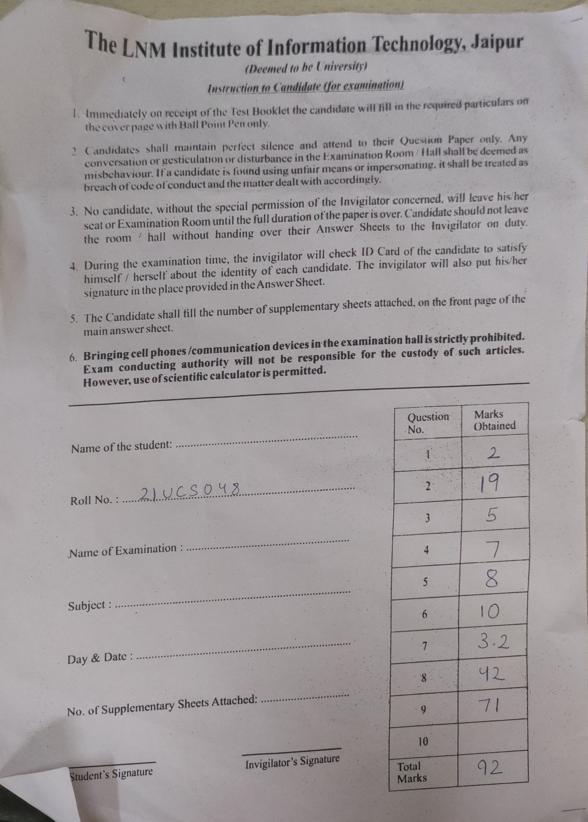 The LNM Institute of Information Technology, Jaipur
(Deemed to be University)
Instruction to Candidate (for examination)
1. Immediately on receipt of the Test Booklet the candidate will fill in the required particulars on
the cover page with Ball Point Pen only.
2 Candidates shall maintain perfect silence and attend to their Question Paper only. Any
conversation or gesticulation or disturbance in the Examination Room / Hall shall be deemed as
misbehaviour. If a candidate is found using unfair means or impersonating, it shall be treated as
breach of code of conduct and the matter dealt with accordingly.
3. No candidate, without the special permission of the Invigilator concerned, will leave his/her
seat or Examination Room until the full duration of the paper is over. Candidate should not leave
the room / hall without handing over their Answer Sheets to the Invigilator on duty.
4. During the examination time, the invigilator will check ID Card of the candidate to satisfy
himself / herself about the identity of each candidate. The invigilator will also put his/her
signature in the place provided in the Answer Sheet.
5. The Candidate shall fill the number of supplementary sheets attached, on the front page of the
main answer sheet.
6. Bringing cell phones /communication devices in the examination hall is strictly prohibited.
Exam conducting authority will not be responsible for the custody of such articles.
However, use of scientific calculator is permitted.
Name of the student:
Roll No. : 21UCS048
Name of Examination :
Subject :
Day & Date :
No. of Supplementary Sheets Attached:
Student's Signature
Invigilator's Signature
Question No. Marks Obtained
1 2
2 19
3 5
4 7
5 8
6 10
7 3.2
8 42
9 71
10
Total Marks 92